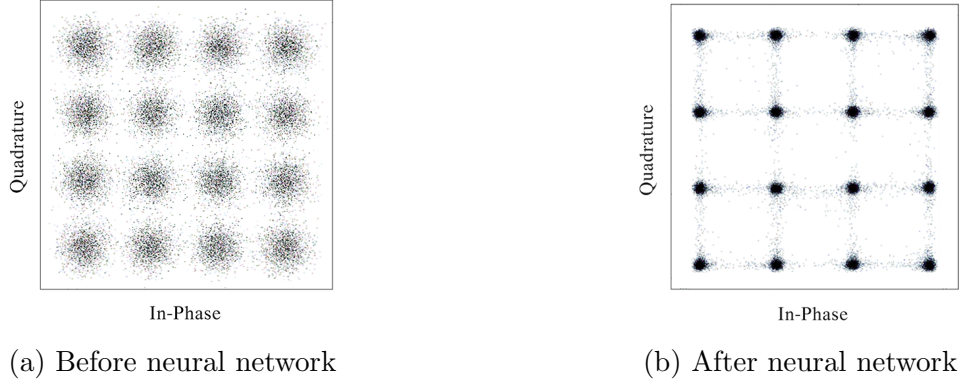 Quadrature
In-Phase
(a) Before neural network
Quadrature
In-Phase
(b) After neural network